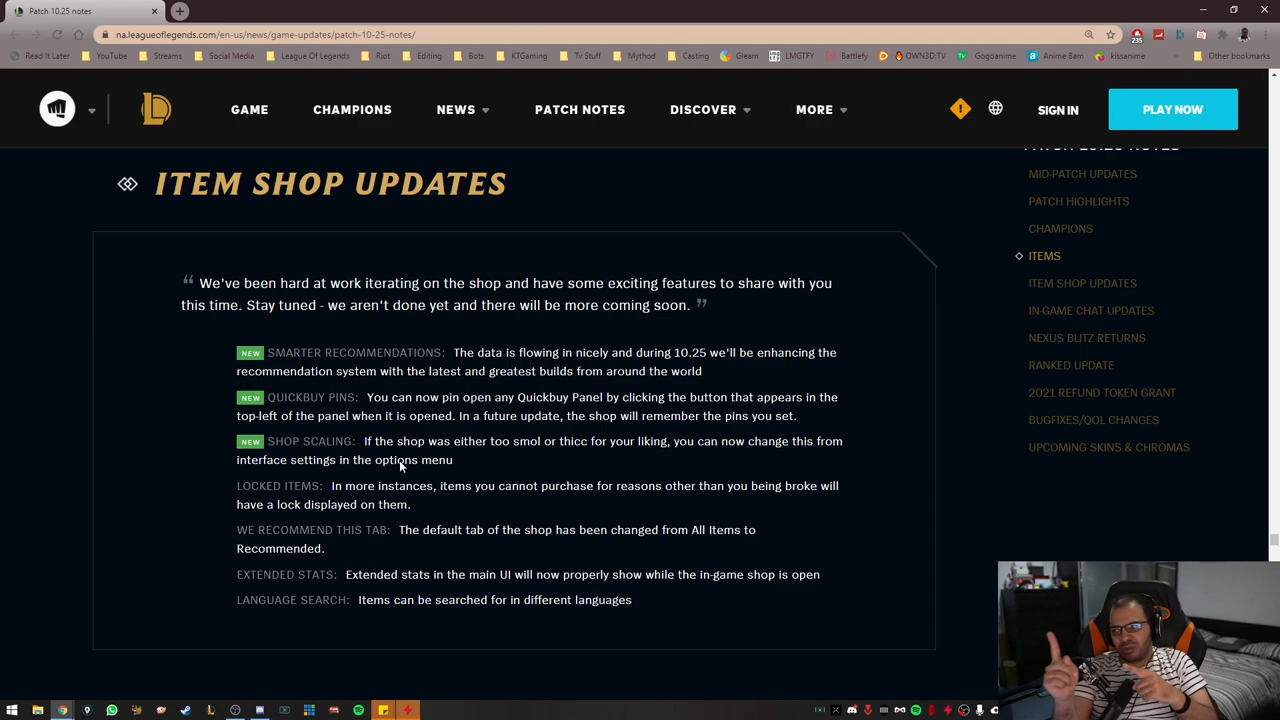 Patch 10.25 notes
na.leagueoflegends.com/en-us/news/game-updates/patch-10-25-notes/
235
Read It Later
YouTube
Streams
Social Media
League Of Legends
Riot
Editing
Bots
KTGaming
Tv Stuff
Mythod
Casting
Gleam
LMGTFY
Battlefy
OWN3D:TV
Gogoanime
Anime Bam
kissanime
Other bookmarks
GAME
CHAMPIONS
NEWS
PATCH NOTES
DISCOVER
MORE
SIGN IN
PLAY NOW
ITEM SHOP UPDATES
“ We've been hard at work iterating on the shop and have some exciting features to share with you
this time. Stay tuned - we aren't done yet and there will be more coming soon. ”
NEW SMARTER RECOMMENDATIONS: The data is flowing in nicely and during 10.25 we'll be enhancing the
recommendation system with the latest and greatest builds from around the world
NEW QUICKBUY PINS: You can now pin open any Quickbuy Panel by clicking the button that appears in the
top-left of the panel when it is opened. In a future update, the shop will remember the pins you set.
NEW SHOP SCALING: If the shop was either too smol or thicc for your liking, you can now change this from
interface settings in the options menu
LOCKED ITEMS: In more instances, items you cannot purchase for reasons other than you being broke will
have a lock displayed on them.
WE RECOMMEND THIS TAB: The default tab of the shop has been changed from All Items to
Recommended.
EXTENDED STATS: Extended stats in the main UI will now properly show while the in-game shop is open
LANGUAGE SEARCH: Items can be searched for in different languages
PATCH 10.25 NOTES
MID-PATCH UPDATES
PATCH HIGHLIGHTS
CHAMPIONS
ITEMS
ITEM SHOP UPDATES
IN-GAME CHAT UPDATES
NEXUS BLITZ RETURNS
RANKED UPDATE
2021 REFUND TOKEN GRANT
BUGFIXES/QOL CHANGES
UPCOMING SKINS & CHROMAS